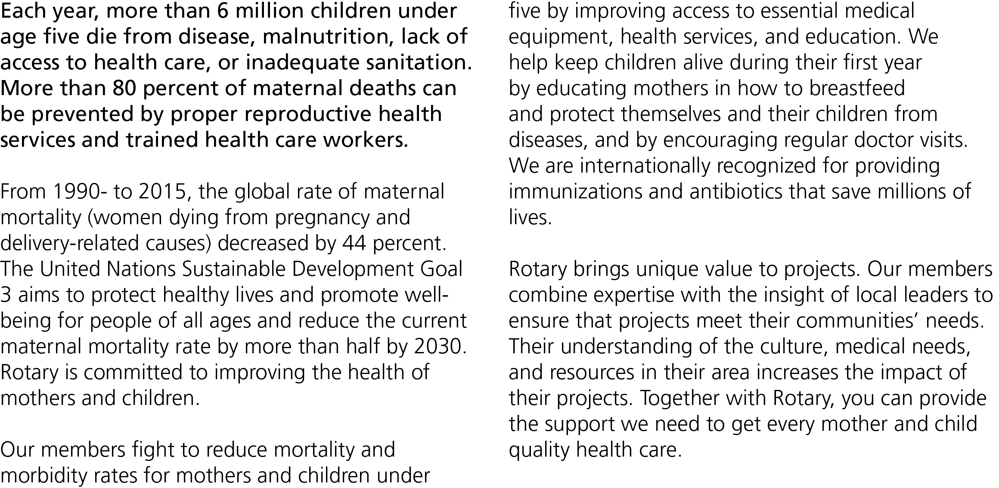 Each year, more than 6 million children under
age five die from disease, malnutrition, lack of
access to health care, or inadequate sanitation.
More than 80 percent of maternal deaths can
be prevented by proper reproductive health
services and trained health care workers.
From 1990- to 2015, the global rate of maternal
mortality (women dying from pregnancy and
delivery-related causes) decreased by 44 percent.
The United Nations Sustainable Development Goal
3 aims to protect healthy lives and promote well-
being for people of all ages and reduce the current
maternal mortality rate by more than half by 2030.
Rotary is committed to improving the health of
mothers and children.
Our members fight to reduce mortality and
morbidity rates for mothers and children under
five by improving access to essential medical
equipment, health services, and education. We
help keep children alive during their first year
by educating mothers in how to breastfeed
and protect themselves and their children from
diseases, and by encouraging regular doctor visits.
We are internationally recognized for providing
immunizations and antibiotics that save millions of
lives.
Rotary brings unique value to projects. Our members
combine expertise with the insight of local leaders to
ensure that projects meet their communities’ needs.
Their understanding of the culture, medical needs,
and resources in their area increases the impact of
their projects. Together with Rotary, you can provide
the support we need to get every mother and child
quality health care.